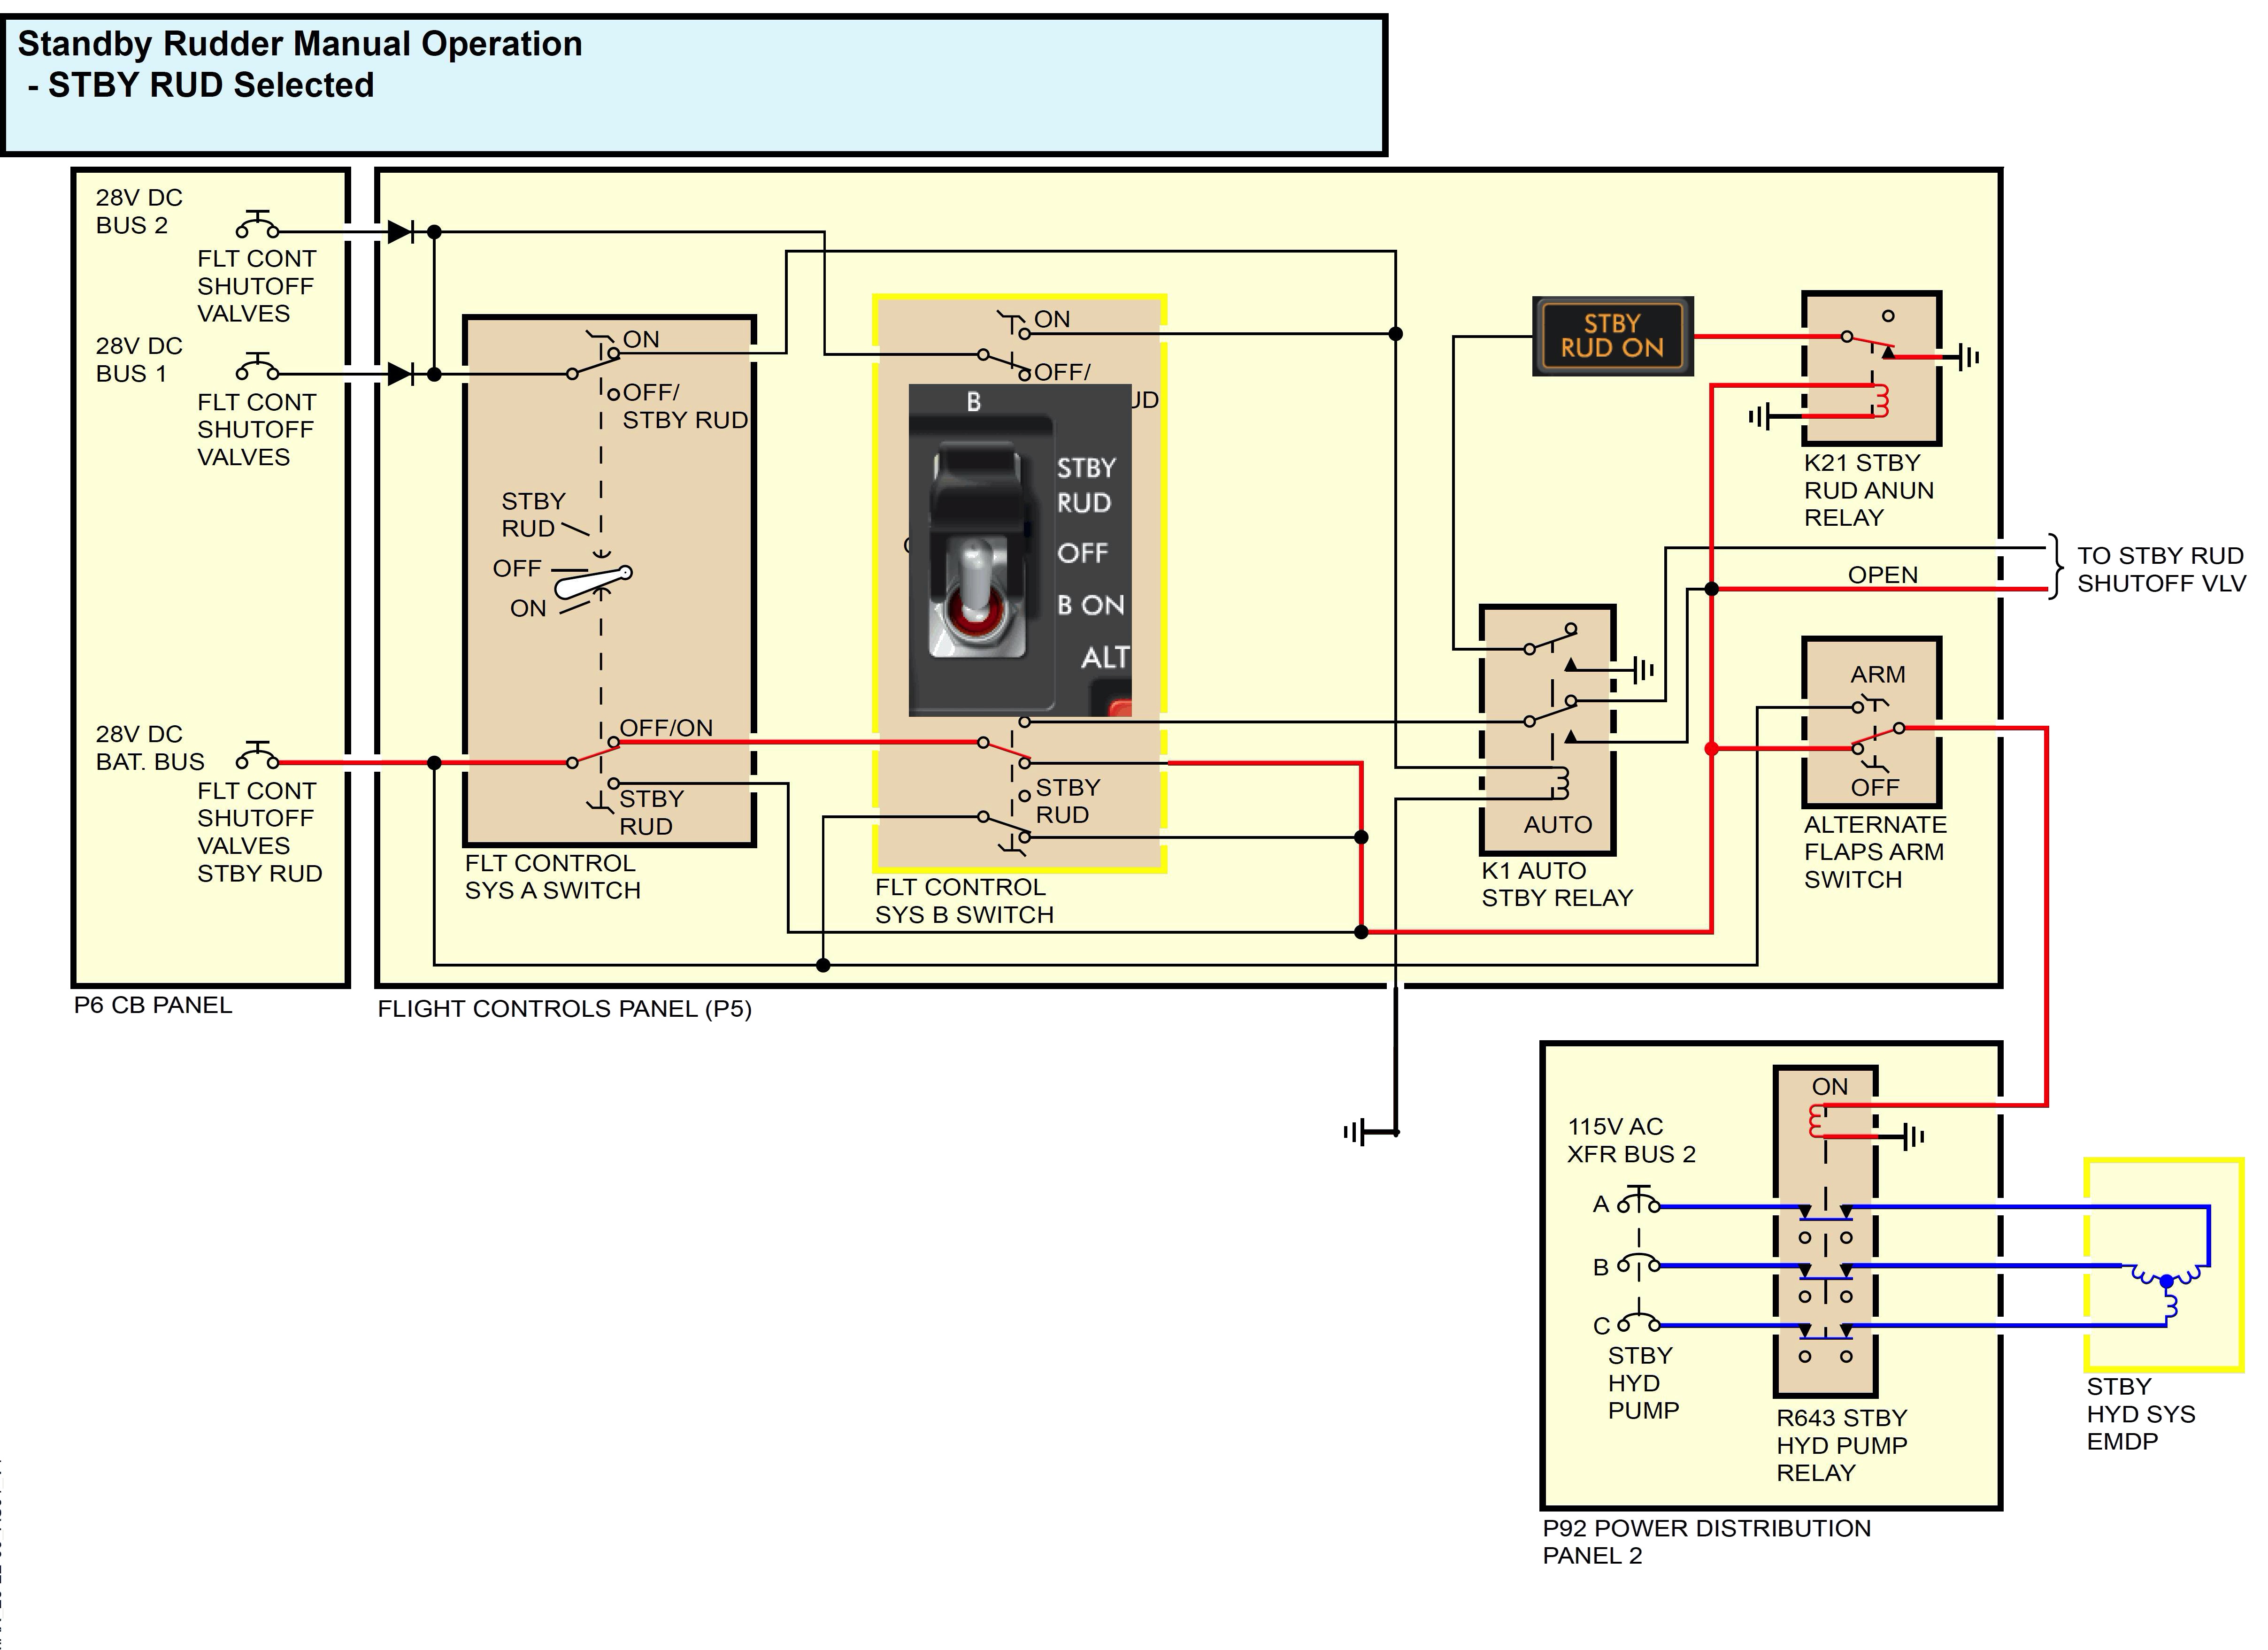 Standby Rudder Manual Operation
- STBY RUD Selected
28V DC
BUS 2
FLT CONT
SHUTOFF
VALVES
28V DC
BUS 1
FLT CONT
SHUTOFF
VALVES
28V DC
BAT. BUS
FLT CONT
SHUTOFF
VALVES
STBY RUD
P6 CB PANEL
ON
OFF/
STBY RUD
STBY
RUD
OFF
ON
OFF/ON
STBY
RUD
FLT CONTROL
SYS A SWITCH
ON
OFF/
UD
B
STBY
RUD
OFF
B ON
ALT
STBY
RUD
FLT CONTROL
SYS B SWITCH
STBY
RUD ON
K21 STBY
RUD ANUN
RELAY
OPEN
TO STBY RUD
SHUTOFF VLV
AUTO
K1 AUTO
STBY RELAY
ARM
OFF
ALTERNATE
FLAPS ARM
SWITCH
FLIGHT CONTROLS PANEL (P5)
ON
115V AC
XFR BUS 2
A
B
C
STBY
HYD
PUMP
R643 STBY
HYD PUMP
RELAY
STBY
HYD SYS
EMDP
P92 POWER DISTRIBUTION
PANEL 2